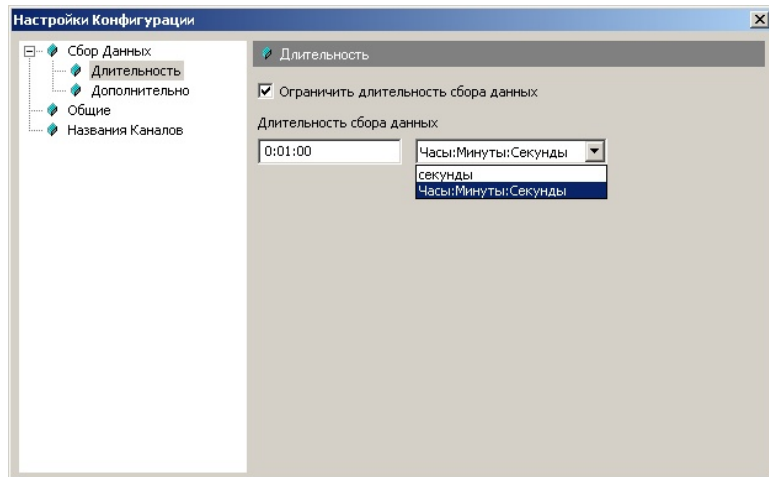 Настройки Конфигурации
Сбор Данных
Длительность
Дополнительно
Общие
Названия Каналов
Длительность
Ограничить длительность сбора данных
Длительность сбора данных
0:01:00
Часы:Минуты:Секунды
секунды
Часы:Минуты:Секунды